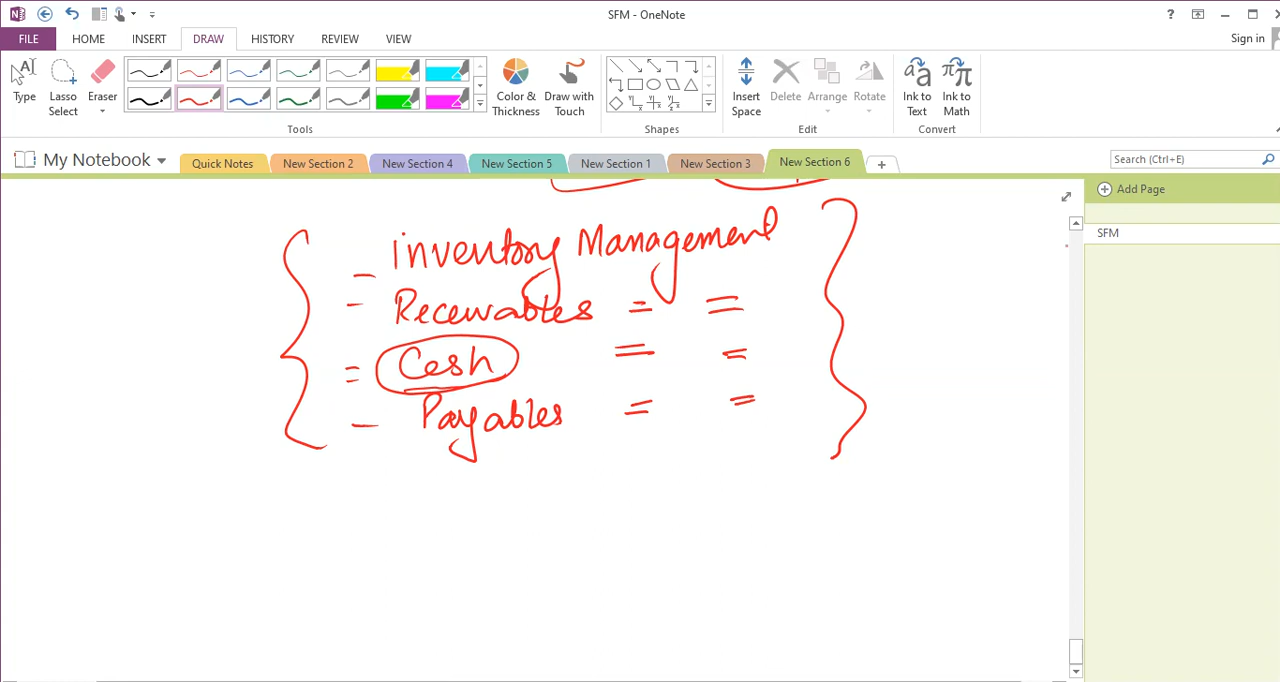 SFM - OneNote
?
Sign in
FILE HOME INSERT DRAW HISTORY REVIEW VIEW
Type
Lasso Select
Eraser
Color & Thickness
Draw with Touch
Insert Space
Delete
Arrange
Rotate
Ink to Text
Ink to Math
Tools
Shapes
Edit
Convert
My Notebook
Quick Notes
New Section 2
New Section 4
New Section 5
New Section 1
New Section 3
New Section 6
Search (Ctrl+E)
Add Page
SFM
- inventory Management
= Receivables = =
= Cash = =
- Payables = =